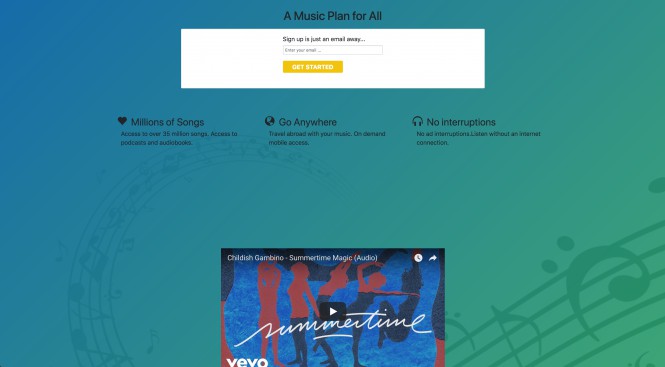 A Music Plan for All
Sign up is just an email away...
Enter your email ...
GET STARTED
Millions of Songs
Access to over 35 million songs, Access to
podcasts and audiobooks.
Go Anywhere
Travel abroad with your music. On demand
mobile access.
No interruptions
No ad interruptions.Listen without an internet
connection.
Childish Gambino - Summertime Magic (Audio)
summertime
vevo